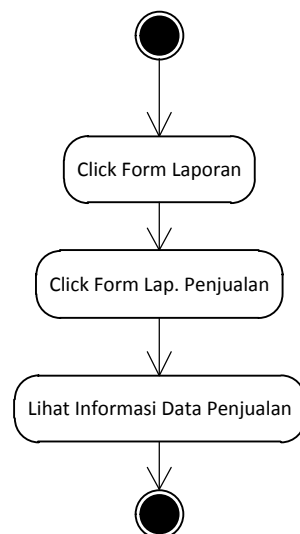 Click Form Laporan
Click Form Lap. Penjualan
Lihat Informasi Data Penjualan